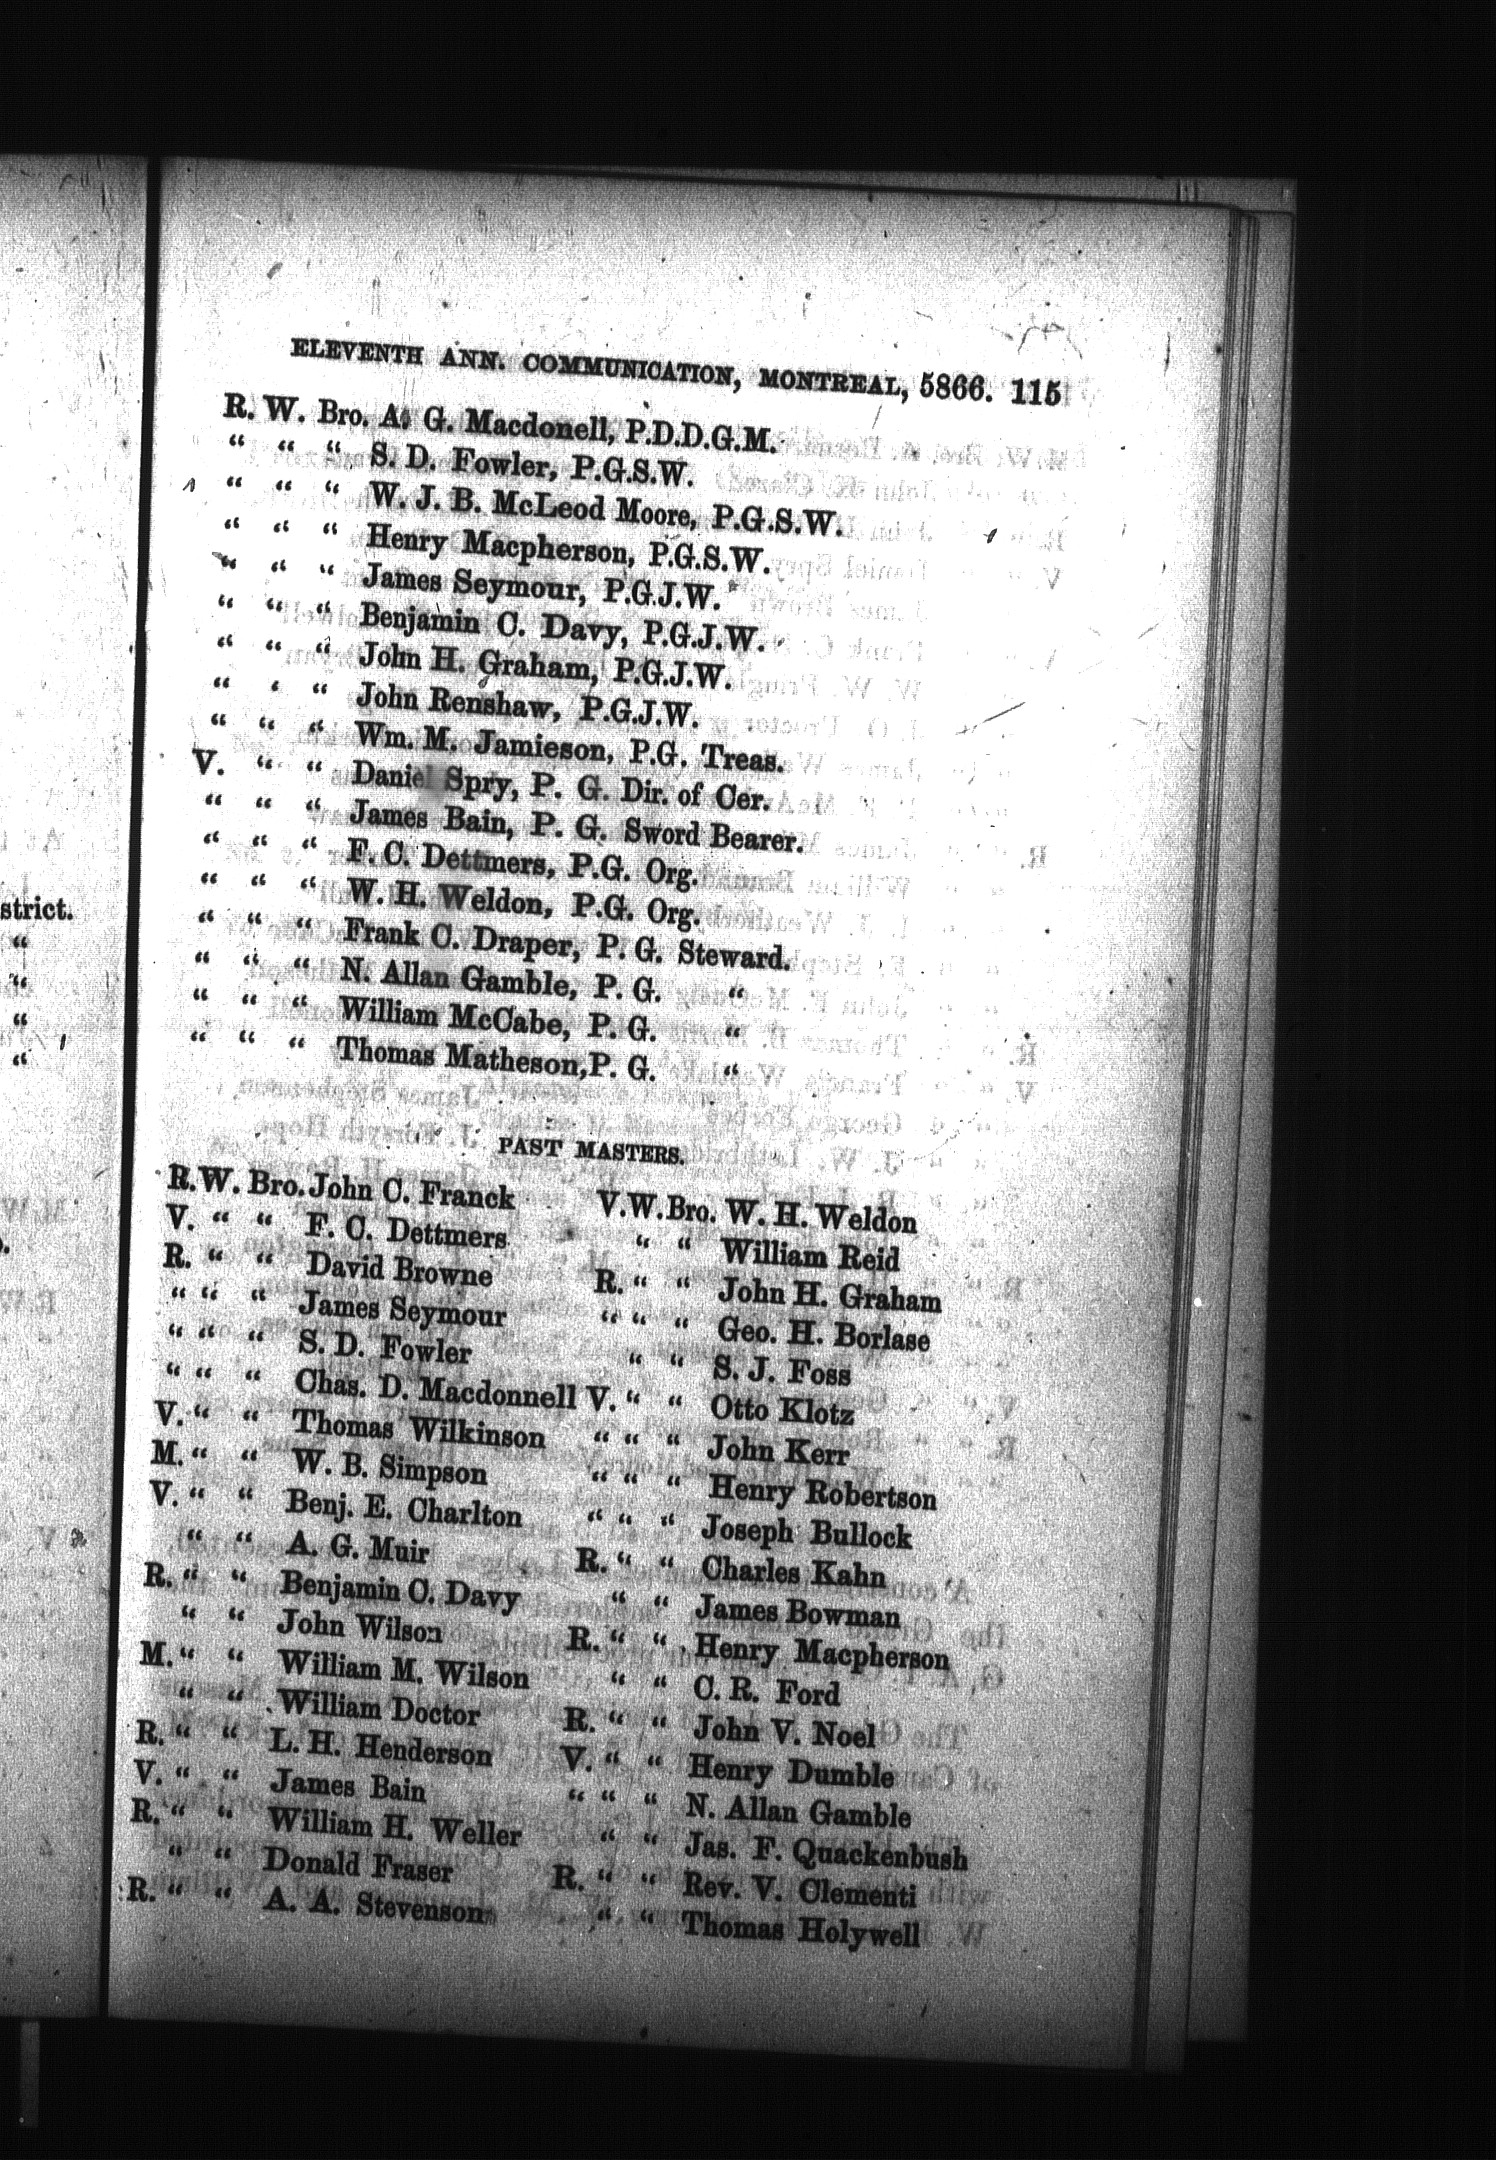 ELEVENTH ANN. COMMUNICATION, MONTREAL, 5866. 115
R. W. Bro. A. G. Macdonell, P.D.D.G.M.
“ “ “ S. D. Fowler, P.G.S.W.
“ “ “ W. J. B. McLeod Moore, P.G.S.W.
“ “ “ Henry Macpherson, P.G.S.W.
“ “ “ James Seymour, P.G.J.W.
“ “ “ Benjamin C. Davy, P.G.J.W.
“ “ “ John H. Graham, P.G.J.W.
“ ‘ “ John Renshaw, P.G.J.W.
“ “ “ Wm. M. Jamieson, P.G. Treas.
V. “ “ Daniel Spry, P. G. Dir. of Cer.
“ “ “ James Bain, P. G. Sword Bearer.
“ “ “ F. C. Dettmers, P.G. Org.
“ “ “ W. H. Weldon, P.G. Org.
“ “ “ Frank C. Draper, P. G. Steward.
“ “ “ N. Allan Gamble, P. G. “
“ “ “ William McCabe, P. G. “
“ “ “ Thomas Matheson, P. G. “
PAST MASTERS.
R.W. Bro. John C. Franck V.W.Bro. W. H. Weldon
V. “ “ F. C. Dettmers “ “ William Reid
R. “ “ David Browne R. “ “ John H. Graham
“ “ “ James Seymour “ “ “ Geo. H. Borlase
“ “ “ S. D. Fowler “ “ S. J. Foss
“ “ “ Chas. D. Macdonnell V. “ “ Otto Klotz
V. “ “ Thomas Wilkinson “ “ “ John Kerr
M. “ “ W. B. Simpson “ “ “ Henry Robertson
V. “ “ Benj. E. Charlton “ “ “ Joseph Bullock
“ “ A. G. Muir R. “ “ Charles Kahn
R. “ “ Benjamin C. Davy “ “ James Bowman
“ “ John Wilson R. “ “ Henry Macpherson
M. “ “ William M. Wilson “ “ C. R. Ford
“ “ William Doctor R. “ “ John V. Noel
R. “ “ L. H. Henderson V. “ “ Henry Dumble
V. “ “ James Bain “ “ “ N. Allan Gamble
R. “ “ William H. Weller “ “ Jas. F. Quackenbush
“ “ Donald Fraser R. “ “ Rev. V. Clementi
R. “ “ A. A. Stevenson “ “ Thomas Holywell
strict.
“
“
“
“